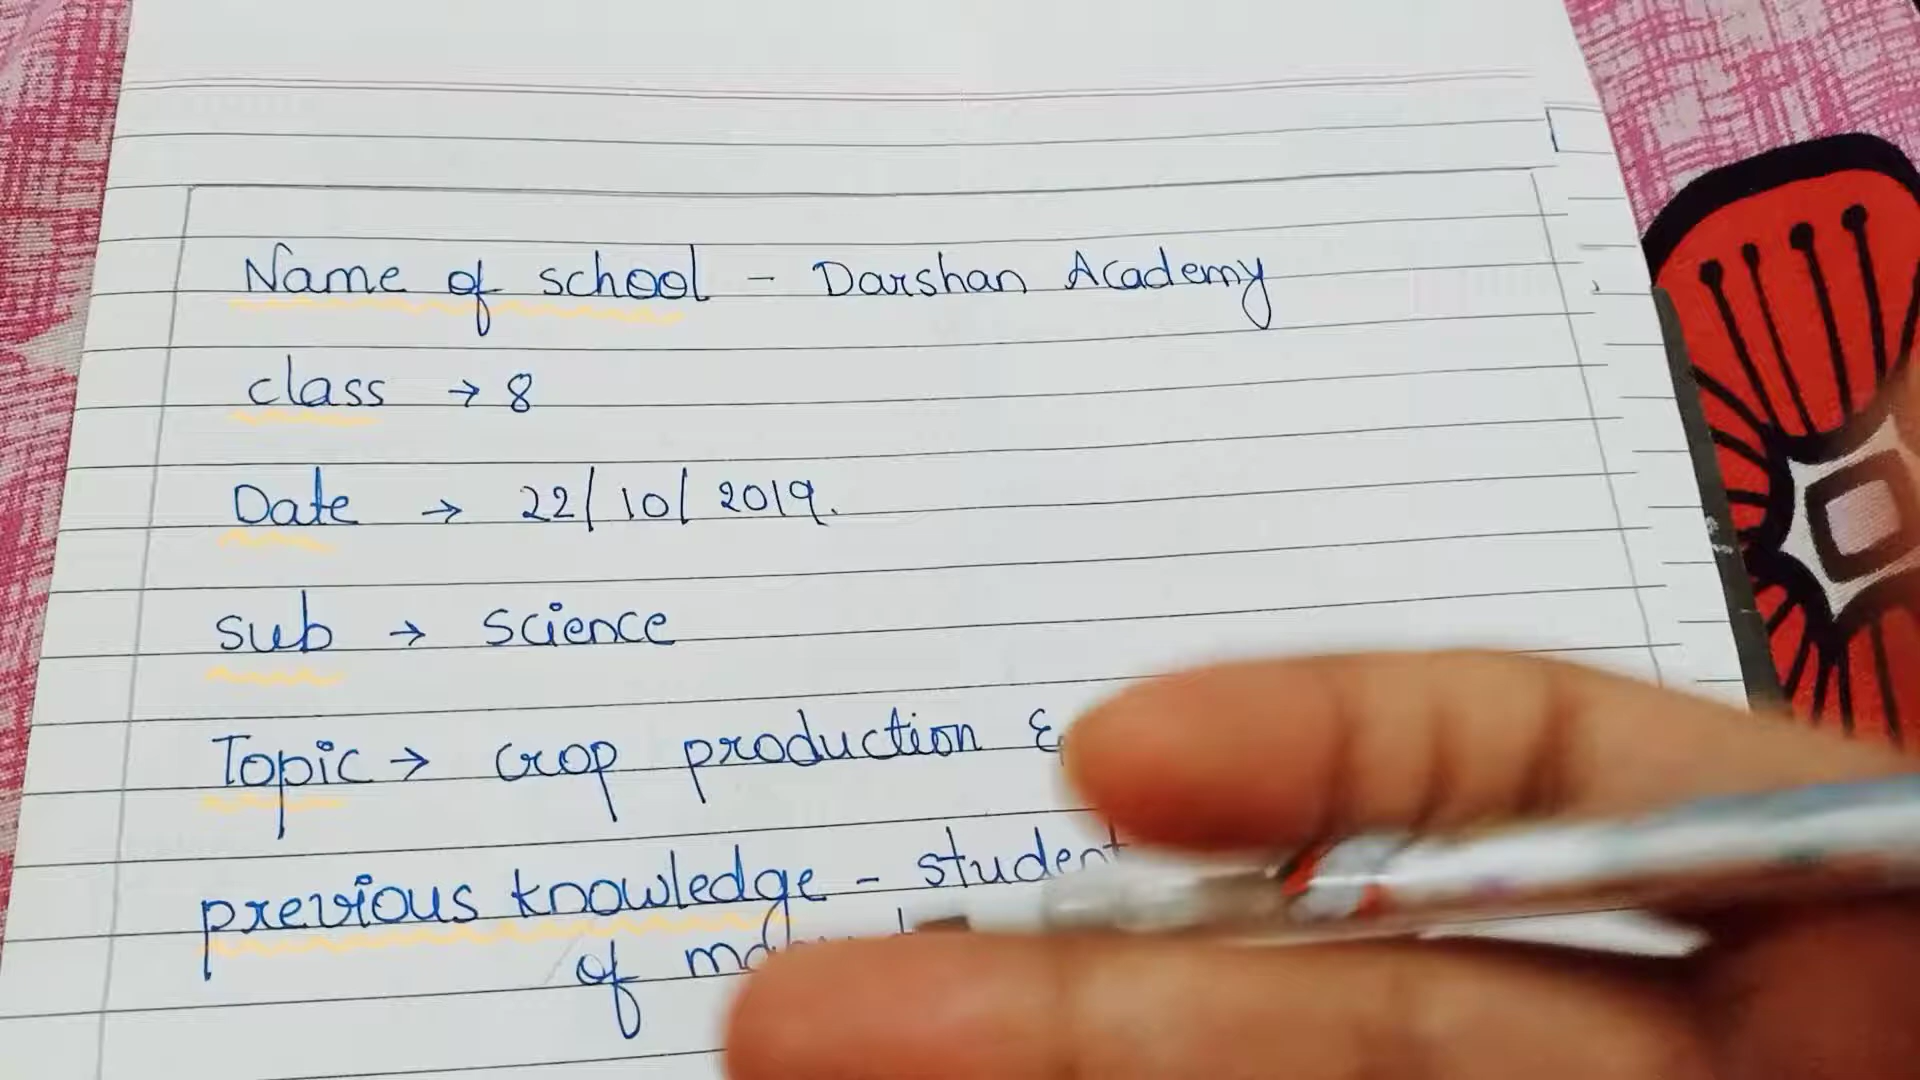 Name of school - Darshan Academy
class → 8
Date → 22/10/2019.
sub → science
Topic → crop production &
previous knowledge - student
of